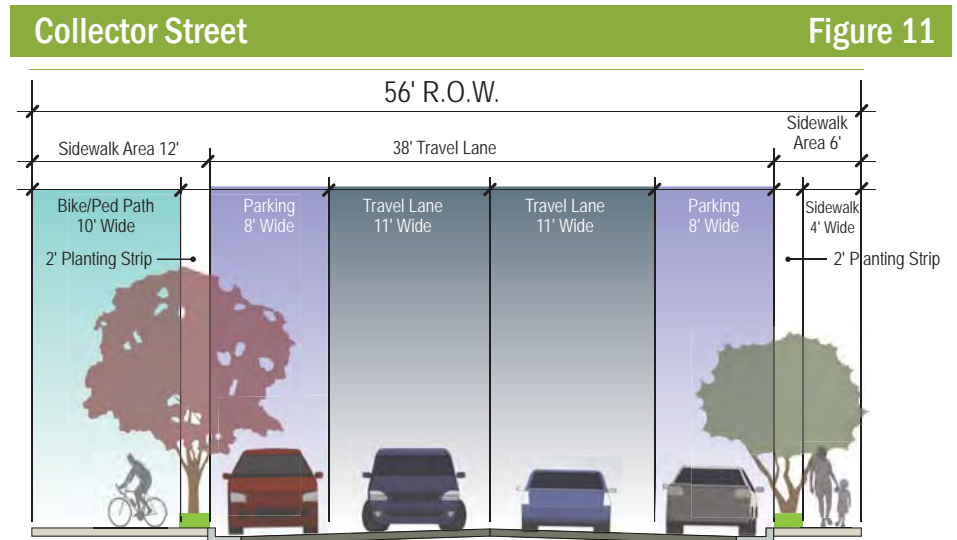 Collector Street
Figure 11
56' R.O.W.
Sidewalk Area 12'
38' Travel Lane
Sidewalk
Area 6'
Bike/Ped Path
10' Wide
Parking
8' Wide
Travel Lane
11' Wide
Travel Lane
11' Wide
Parking
8' Wide
Sidewalk
4' Wide
2' Planting Strip
2' Planting Strip